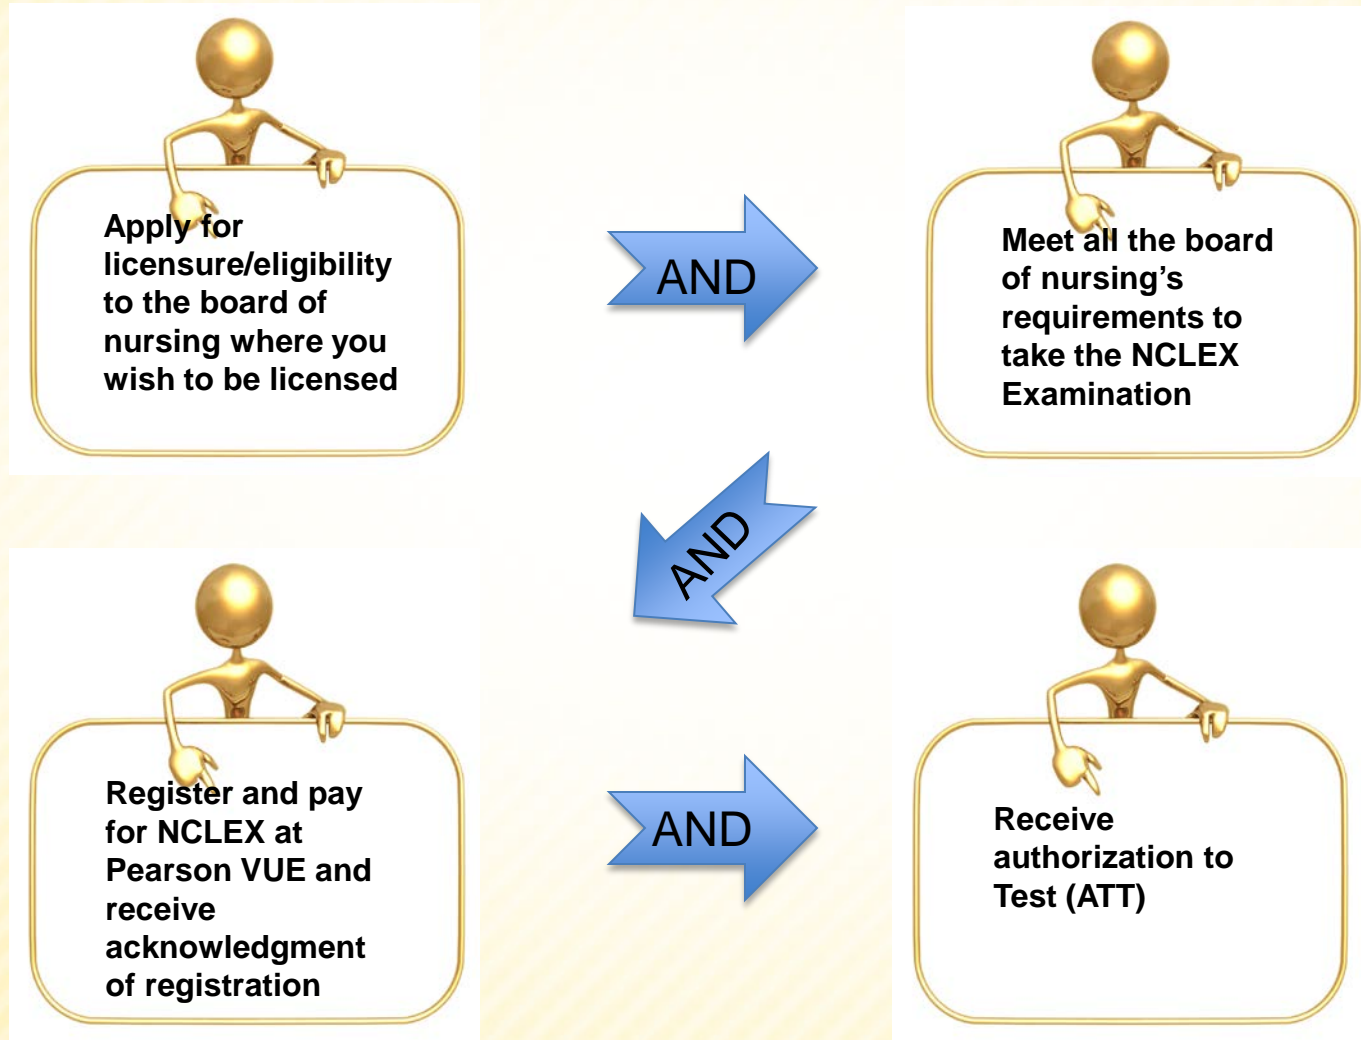 Apply for
licensure/eligibility
to the board of
nursing where you
wish to be licensed
AND
Meet all the board
of nursing’s
requirements to
take the NCLEX
Examination
AND
Register and pay
for NCLEX at
Pearson VUE and
receive
acknowledgment
of registration
AND
Receive
authorization to
Test (ATT)